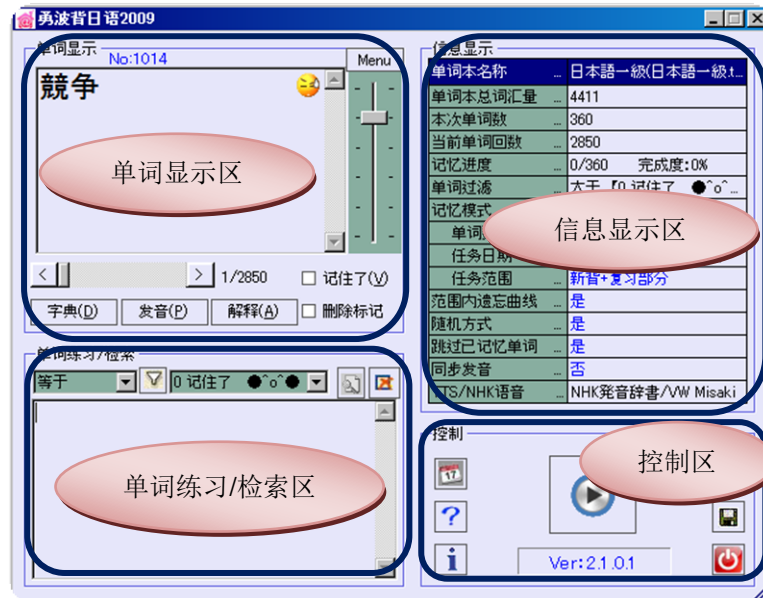 勇波背日语2009
单词显示
No:1014
Menu
競争
单词显示区
1/2850
记住了(V)
字典(D)
发音(P)
解释(A)
删除标记
单词练习/检索
等于
0 记住了 ●^o^●
单词练习/检索区
信息显示
单词本名称 ... 日本語一級(日本語一級.t...
单词本总词汇量 ... 4411
本次单词数 ... 360
当前单词回数 ... 2850
记忆进度 ... 0/360 完成度:0%
单词过滤 ... 大于『0 记住了 ●^o^...
记忆模式
单词
任务日期
任务范围 新背+复习部分
信息显示区
范围内遗忘曲线 ... 是
随机方式 ... 是
跳过已记忆单词 ... 是
同步发音 ... 否
TTS/NHK语音 ... NHK発音辞書/VW Misaki
控制
控制区
17
Ver:2.1.0.1